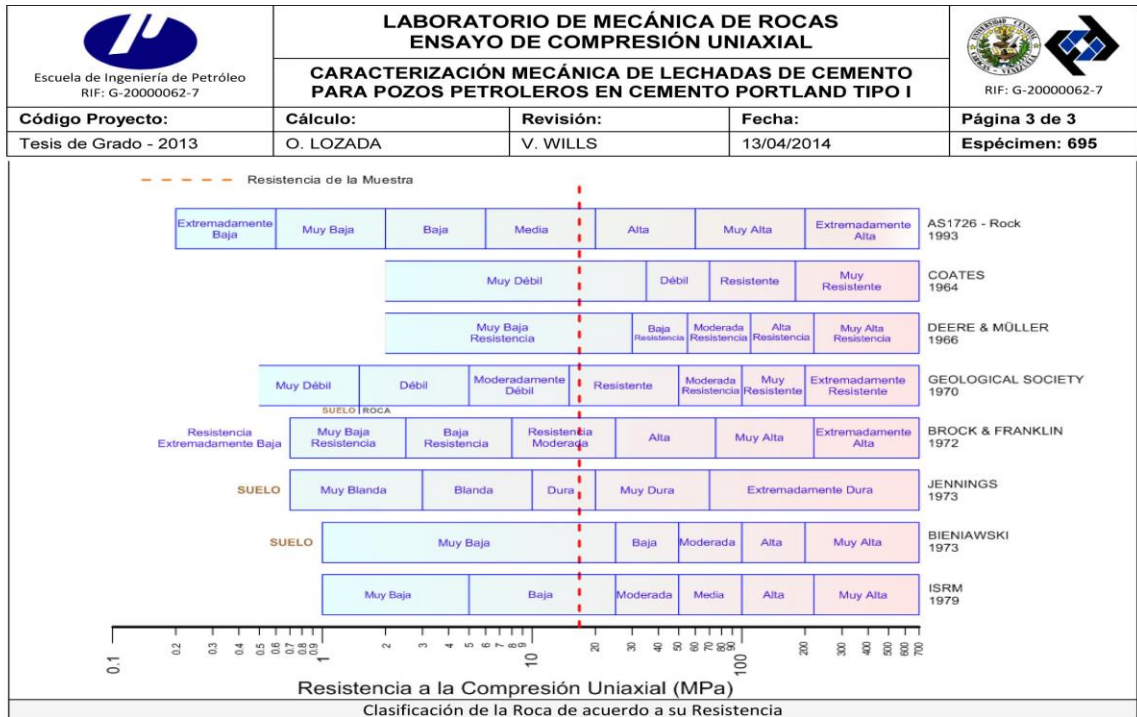 LABORATORIO DE MECÁNICA DE ROCAS
ENSAYO DE COMPRESIÓN UNIAXIAL
CARACTERIZACIÓN MECÁNICA DE LECHADAS DE CEMENTO
PARA POZOS PETROLEROS EN CEMENTO PORTLAND TIPO I
Escuela de Ingeniería de Petróleo
RIF: G-20000062-7
UNIVERSIDAD CENTRAL
CARACAS - VENEZUELA
RIF: G-20000062-7
Código Proyecto: Cálculo: Revisión: Fecha: Página 3 de 3
Tesis de Grado - 2013 O. LOZADA V. WILLS 13/04/2014 Espécimen: 695
Resistencia de la Muestra
Extremadamente
Baja
Muy Baja
Baja
Media
Alta
Muy Alta
Extremadamente
Alta
AS1726 - Rock
1993
Muy Débil
Débil
Resistente
Muy
Resistente
COATES
1964
Muy Baja
Resistencia
Baja
Resistencia
Moderada
Resistencia
Alta
Resistencia
Muy Alta
Resistencia
DEERE & MÜLLER
1966
Muy Débil
Débil
Moderadamente
Débil
Resistente
Moderada
Resistencia
Muy
Resistente
Extremadamente
Resistente
GEOLOGICAL SOCIETY
1970
SUELO ROCA
Resistencia
Extremadamente Baja
Muy Baja
Resistencia
Baja
Resistencia
Resistencia
Moderada
Alta
Muy Alta
Extremadamente
Alta
BROCK & FRANKLIN
1972
SUELO
Muy Blanda
Blanda
Dura
Muy Dura
Extremadamente Dura
JENNINGS
1973
SUELO
Muy Baja
Baja
Moderada
Alta
Muy Alta
BIENIAWSKI
1973
Muy Baja
Baja
Moderada
Media
Alta
Muy Alta
ISRM
1979
0.1 0.2 0.3 0.4 0.5 0.6 0.7 0.8 0.9 1 2 3 4 5 6 7 8 9 10 20 30 40 50 60 70 80 90 100 200 300 400 500 600 700
Resistencia a la Compresión Uniaxial (MPa)
Clasificación de la Roca de acuerdo a su Resistencia